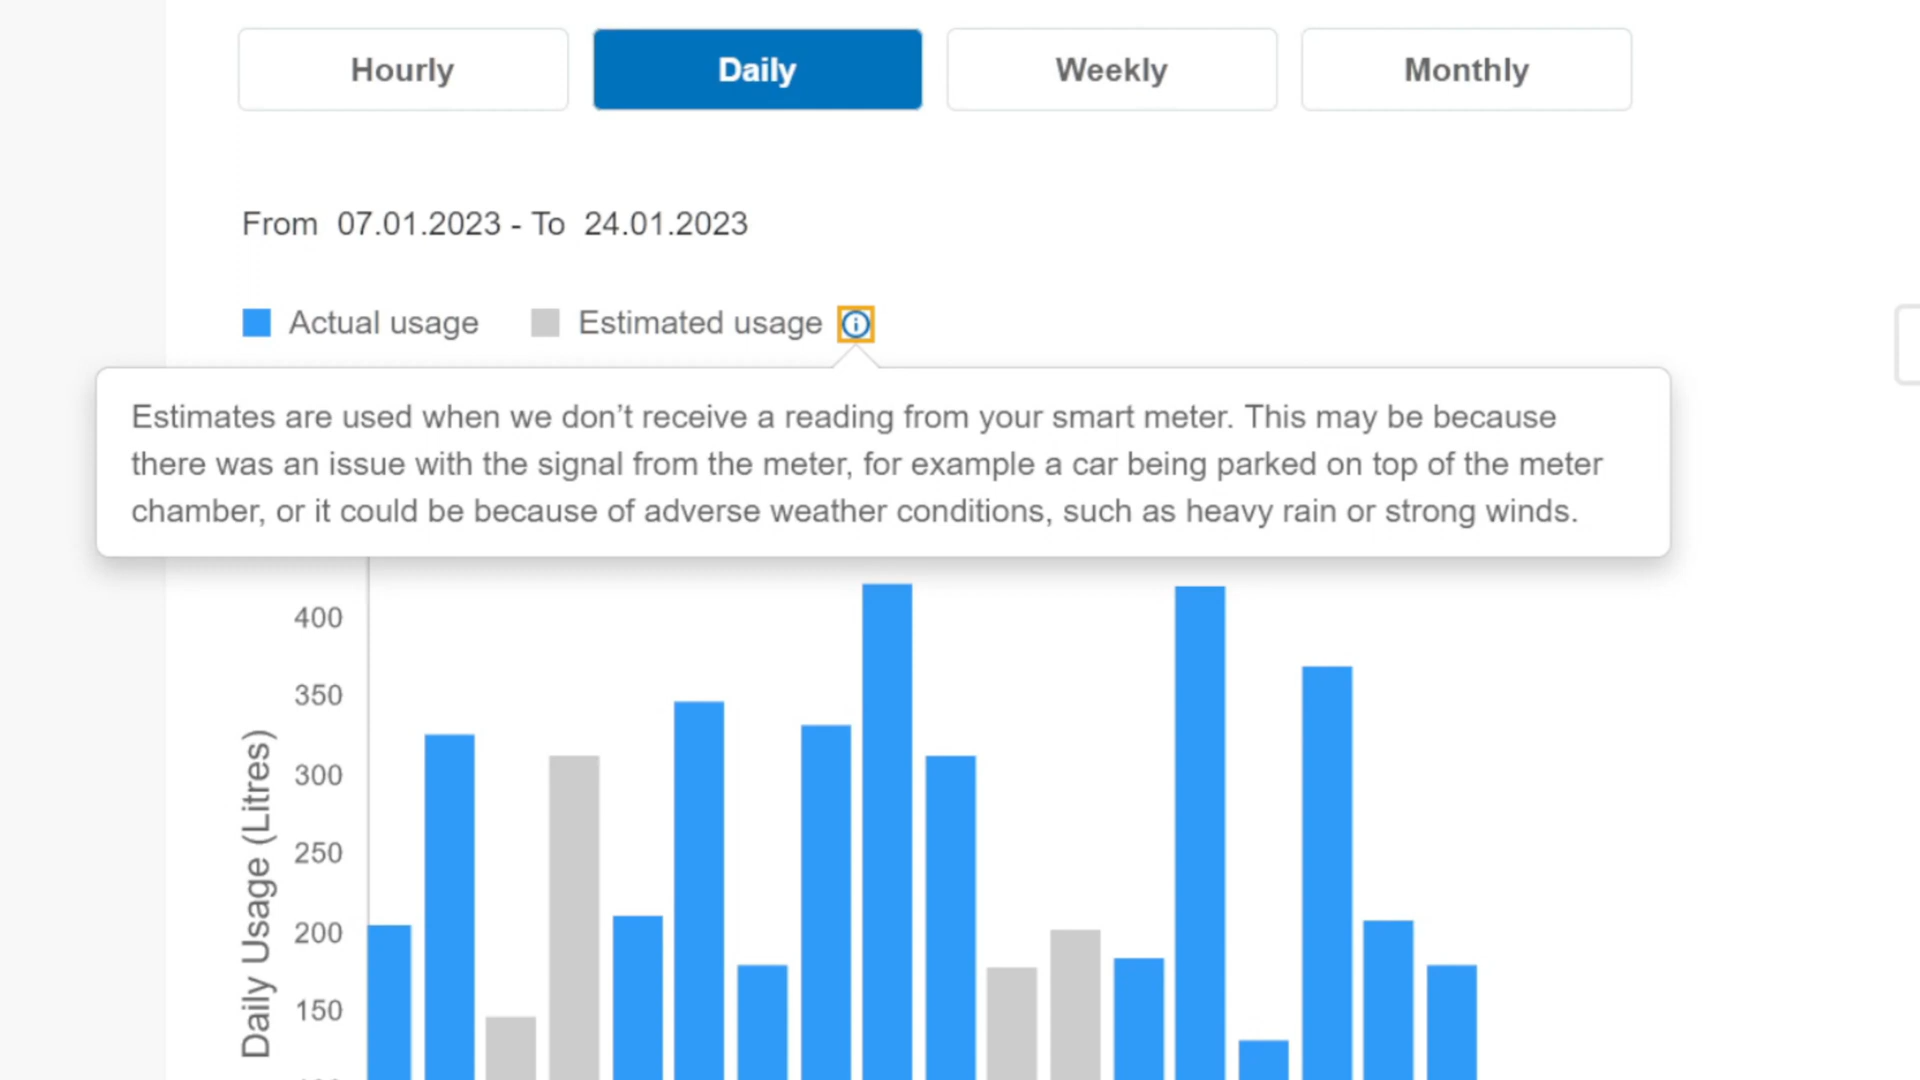 Hourly Daily Weekly Monthly
From 07.01.2023 - To 24.01.2023
Actual usage Estimated usage
Estimates are used when we don’t receive a reading from your smart meter. This may be because
there was an issue with the signal from the meter, for example a car being parked on top of the meter
chamber, or it could be because of adverse weather conditions, such as heavy rain or strong winds.
Daily Usage (Litres)
400
350
300
250
200
150